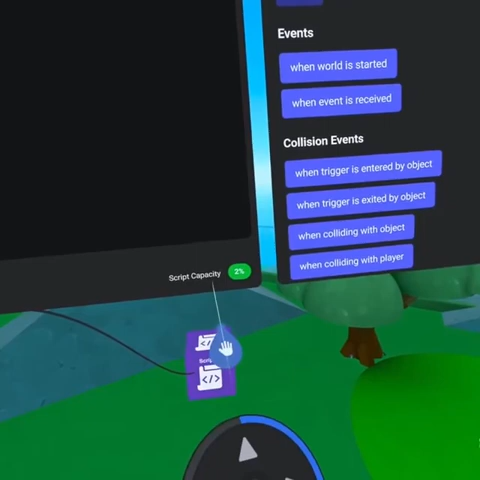 Events
when world is started
when event is received
Collision Events
when trigger is entered by object
when trigger is exited by object
when colliding with object
when colliding with player
Script Capacity 2%